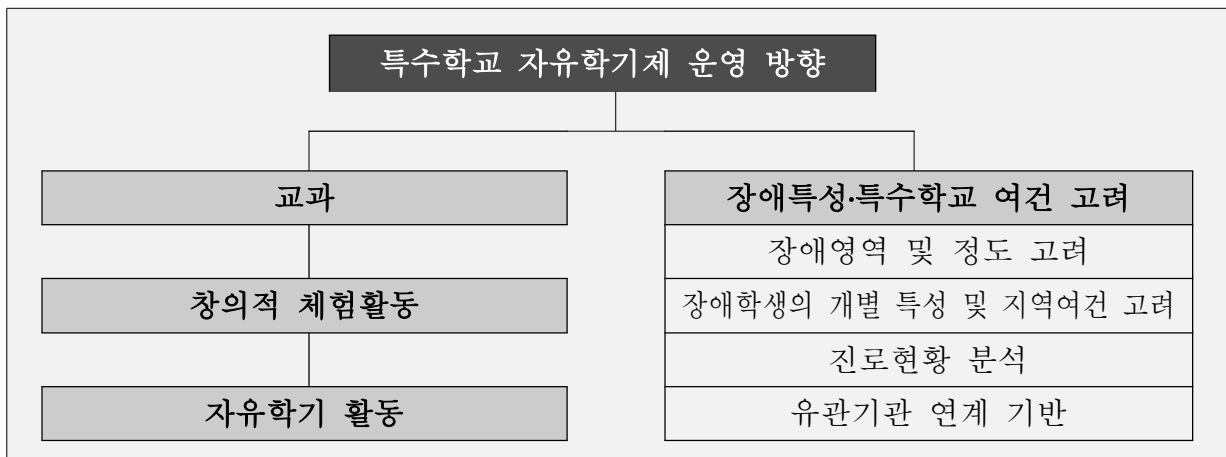 특수학교 자유학기제 운영 방향
교과
창의적 체험활동
자유학기 활동
장애특성·특수학교 여건 고려
장애영역 및 정도 고려
장애학생의 개별 특성 및 지역여건 고려
진로현황 분석
유관기관 연계 기반